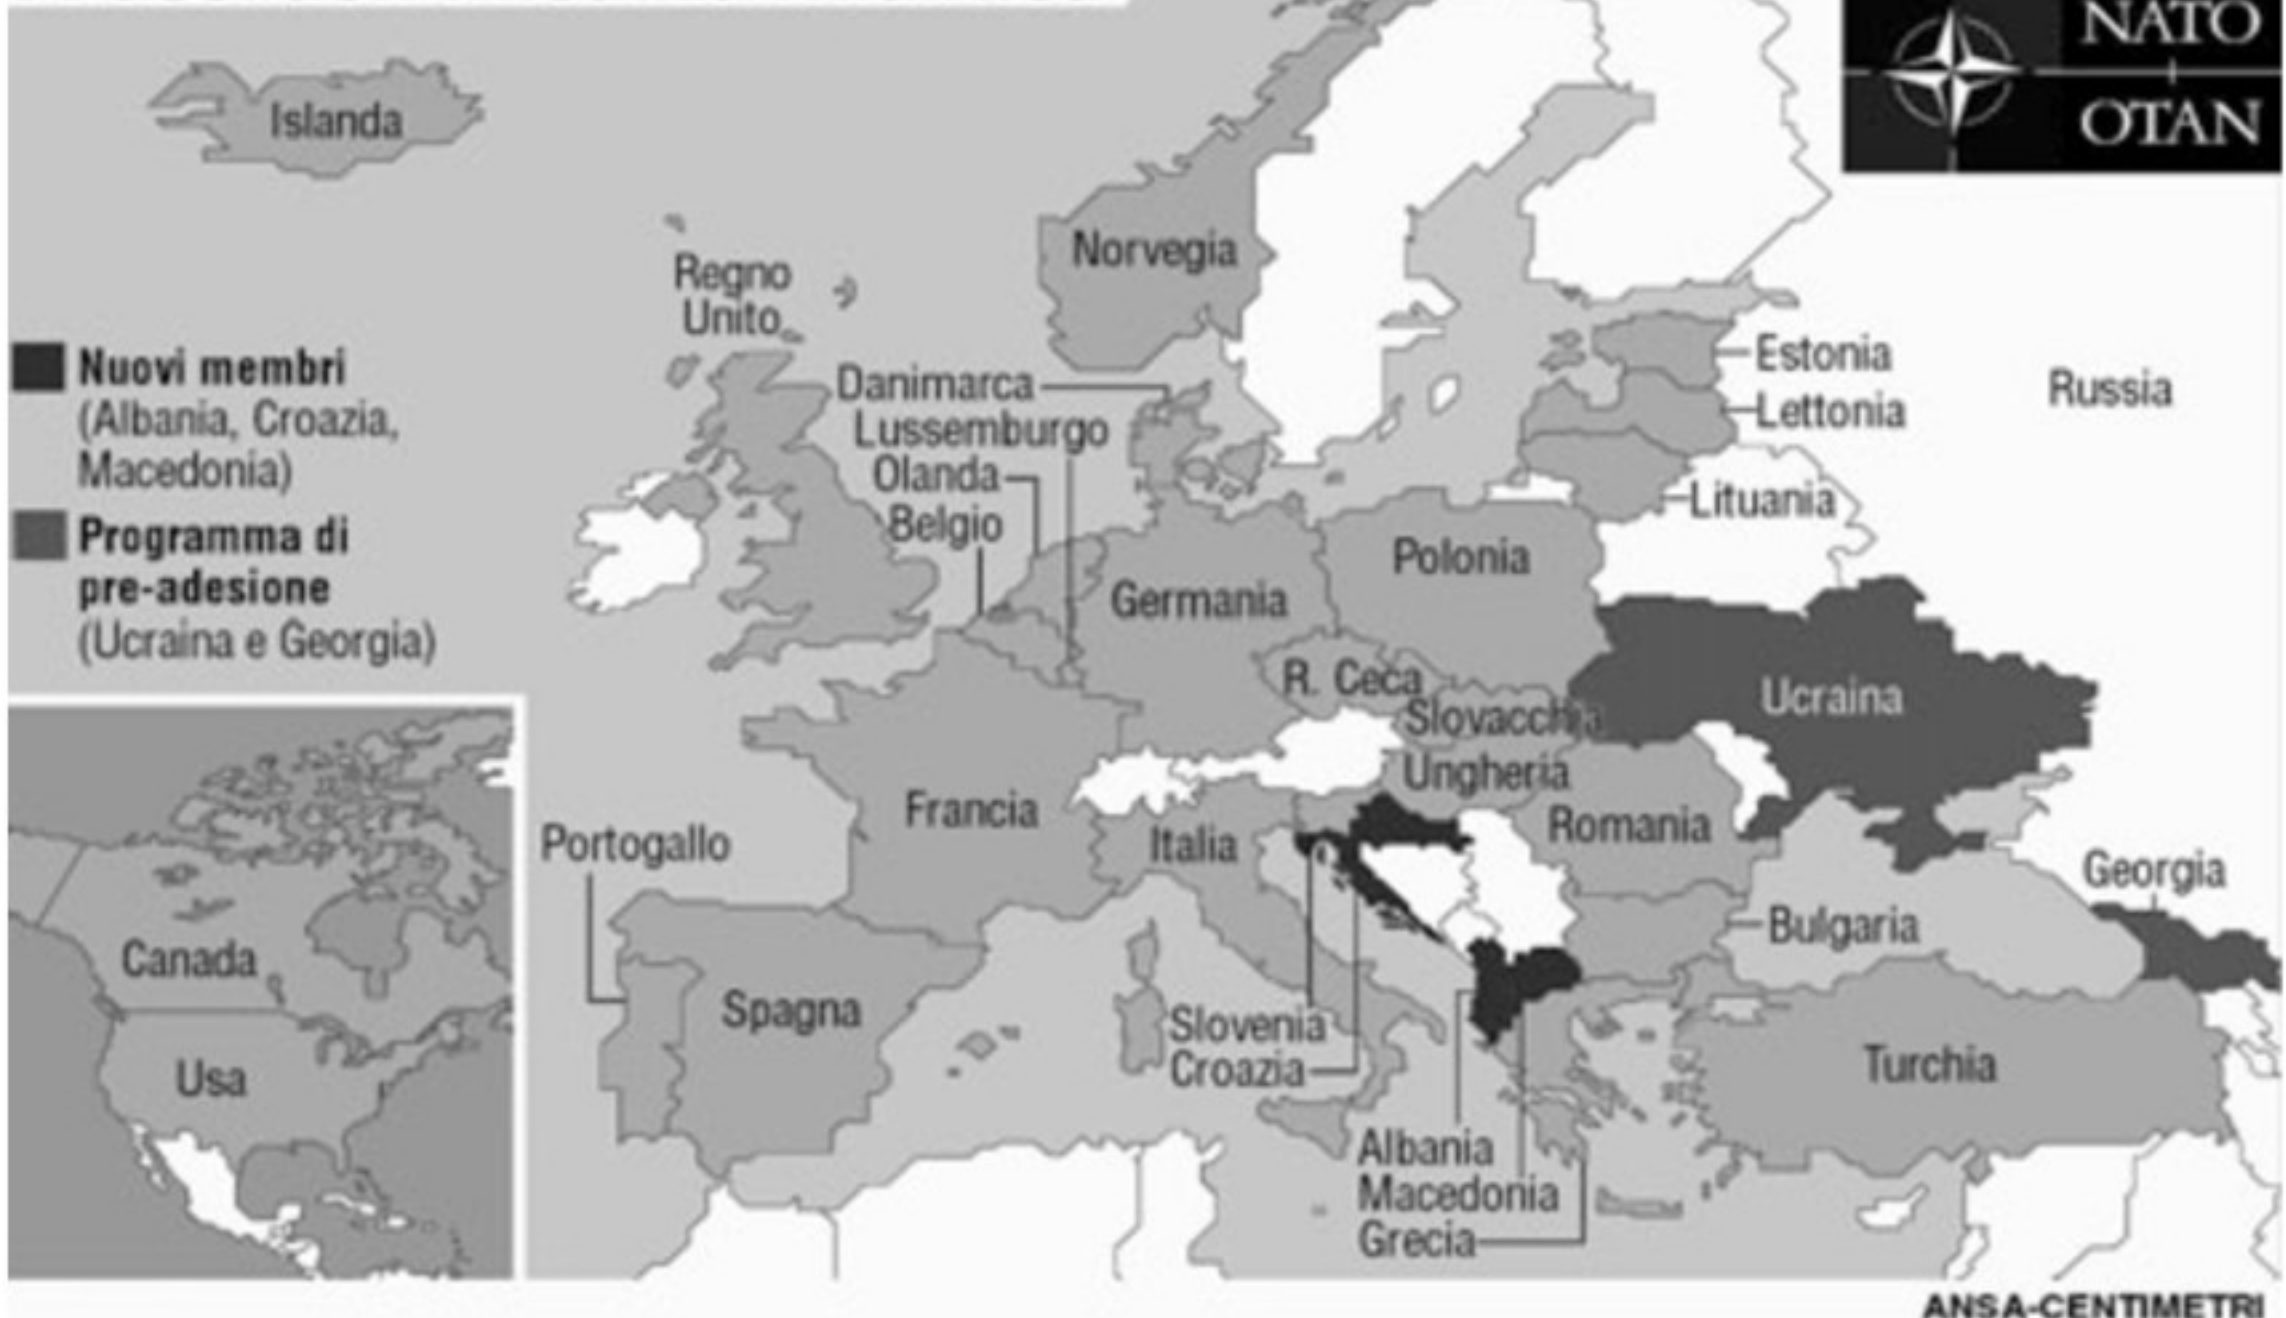 NATO
OTAN
Islanda
Norvegia
Regno
Unito
Nuovi membri
(Albania, Croazia,
Macedonia)
Programma di
pre-adesione
(Ucraina e Georgia)
Danimarca
Lussemburgo
Olanda
Belgio
Estonia
Lettonia
Lituania
Russia
Polonia
Germania
R. Ceca
Slovacchia
Ungheria
Ucraina
Francia
Italia
Romania
Portogallo
Georgia
Bulgaria
Canada
Usa
Spagna
Slovenia
Croazia
Turchia
Albania
Macedonia
Grecia
ANSA-CENTIMETRI